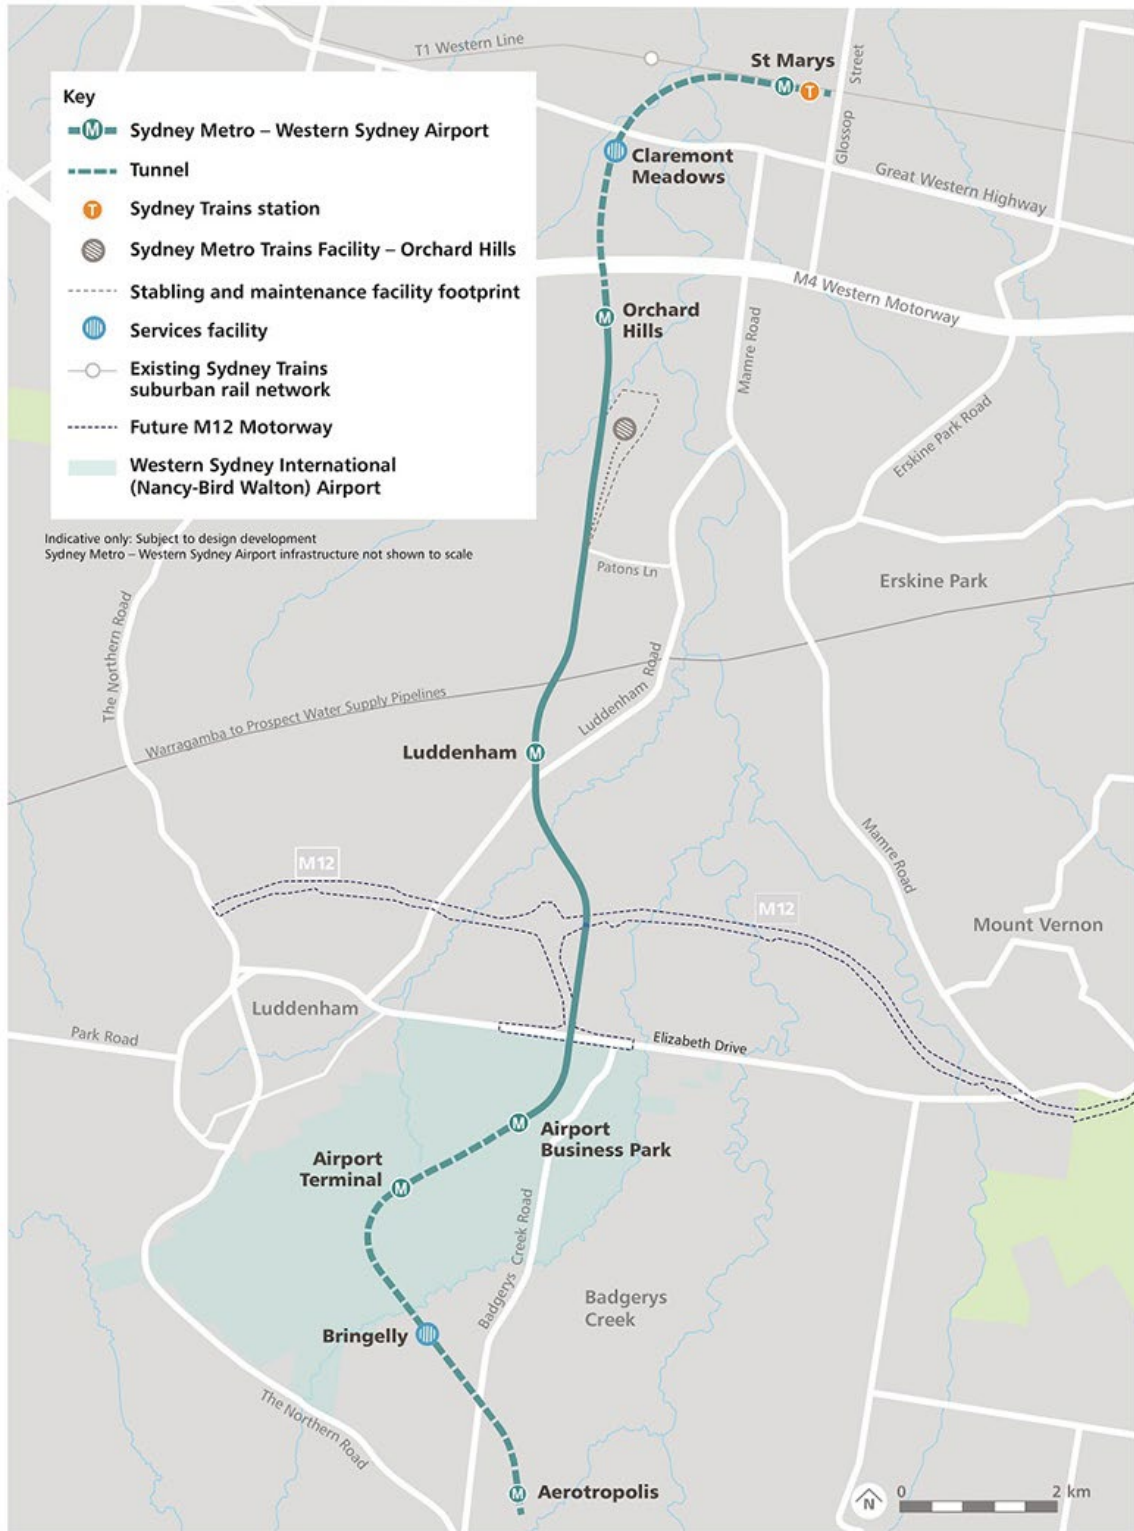 T1 Western Line
St Marys
M
T
Glossop Street
Key
M Sydney Metro – Western Sydney Airport
Tunnel
T Sydney Trains station
Sydney Metro Trains Facility – Orchard Hills
Stabling and maintenance facility footprint
Services facility
Existing Sydney Trains
suburban rail network
Future M12 Motorway
Western Sydney International
(Nancy-Bird Walton) Airport
Indicative only: Subject to design development
Sydney Metro – Western Sydney Airport infrastructure not shown to scale
Claremont
Meadows
Great Western Highway
M4 Western Motorway
M
Orchard
Hills
Mamre Road
Erskine Park Road
Patons Ln
Erskine Park
The Northern Road
Luddenham Road
Warragamba to Prospect Water Supply Pipelines
Luddenham
M
Mamre Road
M12
M12
Mount Vernon
Luddenham
Park Road
Elizabeth Drive
M
Airport
Business Park
Airport
Terminal
M
Badgerys Creek Road
Badgerys
Creek
Bringelly
The Northern Road
M
Aerotropolis
N
0 2 km